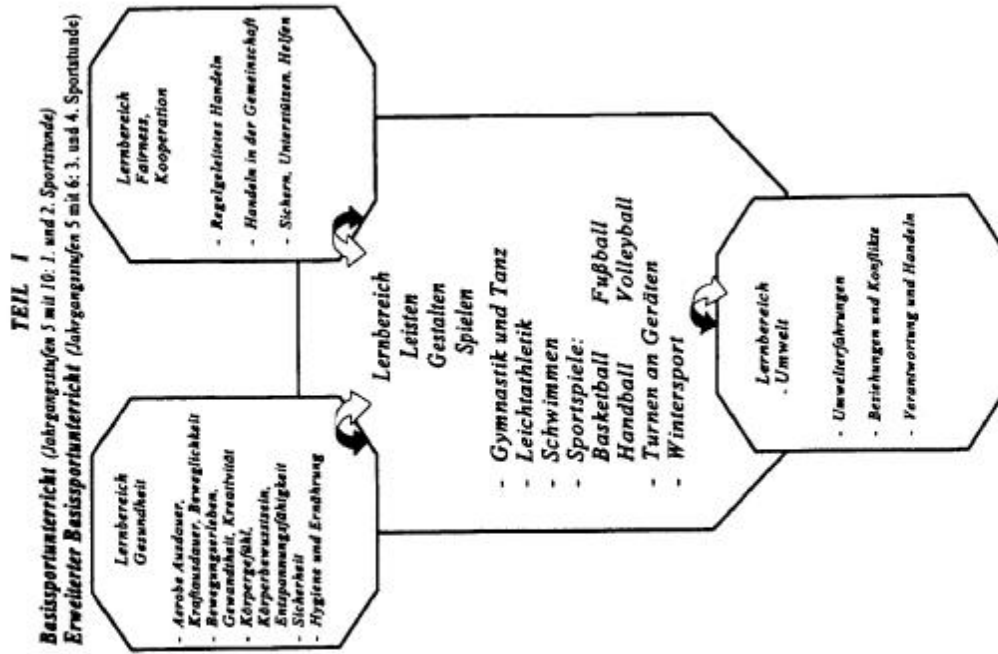 TEIL I
Basissportunterricht (Jahrgangsstufen 5 mit 10: 1. und 2. Sportstunde)
Erweiterter Basissportunterricht (Jahrgangsstufen 5 mit 6: 3. und 4. Sportstunde)
Lernbereich
Gesundheit
- Aerobe Ausdauer,
Kraftausdauer, Beweglichkeit
- Bewegungserleben,
Gewandtheit, Kreativität
- Körpergefühl,
Körperbewusstsein,
Entspannungsfähigkeit
- Sicherheit
- Hygiene und Ernährung
Lernbereich
Fairness,
Kooperation
- Regelgeleitetes Handeln
- Handeln in der Gemeinschaft
- Sichern, Unterstützen, Helfen
Lernbereich
Leisten
Gestalten
Spielen
- Gymnastik und Tanz
- Leichtathletik
- Schwimmen
- Sportspiele:
Basketball Fußball
Handball Volleyball
- Turnen an Geräten
- Wintersport
Lernbereich
- Umwelt
- Umwelterfahrungen
- Beziehungen und Konflikte
- Verantwortung und Handeln